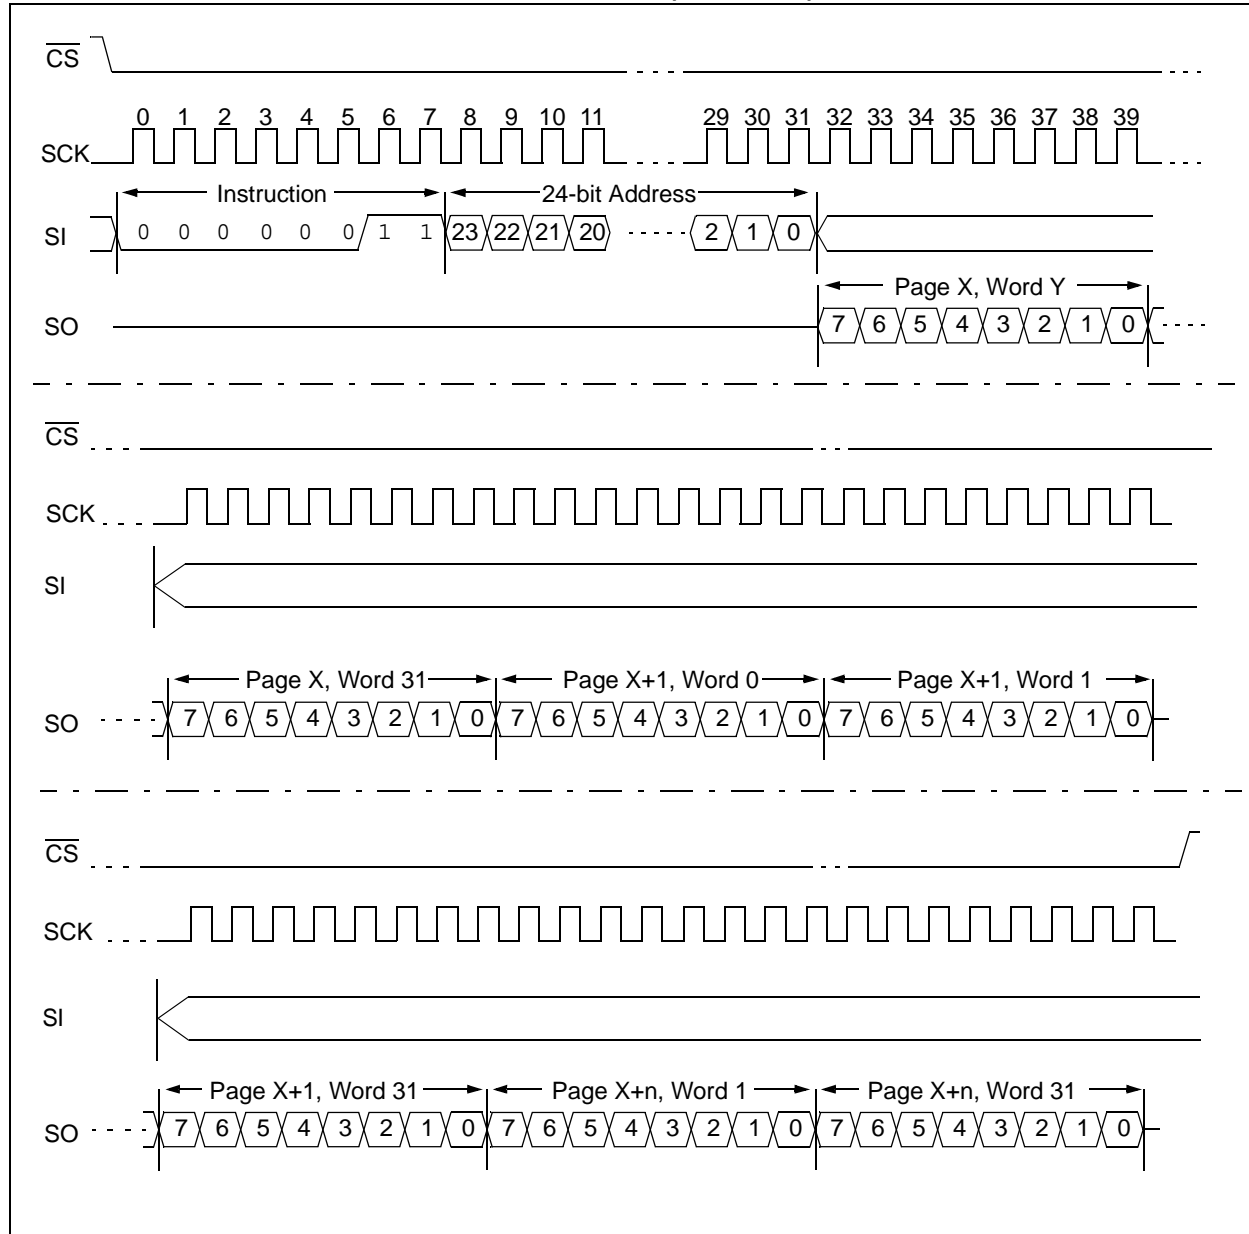 CS
0 1 2 3 4 5 6 7 8 9 10 11 29 30 31 32 33 34 35 36 37 38 39
SCK
Instruction 24-bit Address
SI 0 0 0 0 0 0 1 1 23 22 21 20 2 1 0
Page X, Word Y
SO 7 6 5 4 3 2 1 0
CS
SCK
SI
Page X, Word 31 Page X+1, Word 0 Page X+1, Word 1
SO 7 6 5 4 3 2 1 0 7 6 5 4 3 2 1 0 7 6 5 4 3 2 1 0
CS
SCK
SI
Page X+1, Word 31 Page X+n, Word 1 Page X+n, Word 31
SO 7 6 5 4 3 2 1 0 7 6 5 4 3 2 1 0 7 6 5 4 3 2 1 0